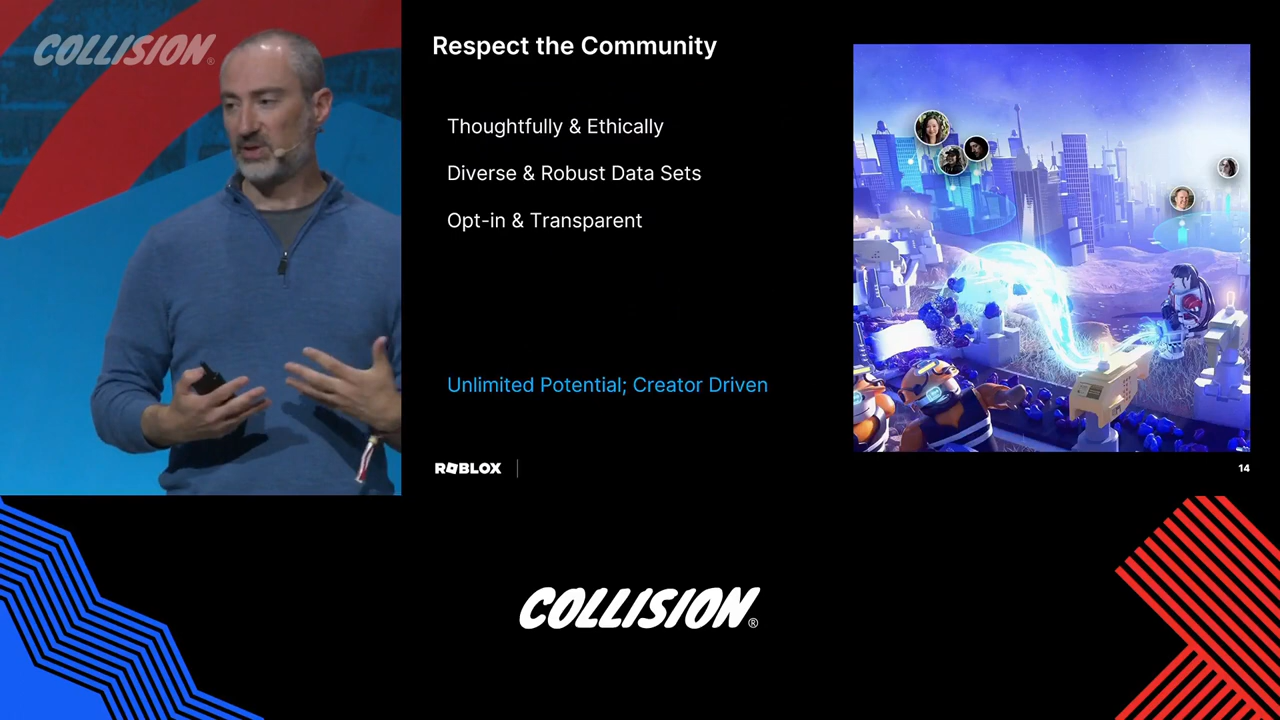 COLLISION®
Respect the Community
Thoughtfully & Ethically
Diverse & Robust Data Sets
Opt-in & Transparent
Unlimited Potential; Creator Driven
ROBLOX
14
COLLISION®